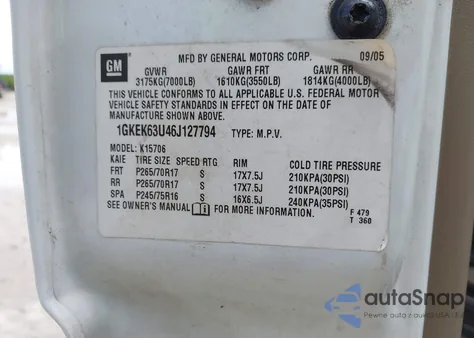 GM
MFD BY GENERAL MOTORS CORP. 09/05
GVWR GAWR FRT GAWR RR
3175KG(7000LB) 1610KG(3550LB) 1814KG(4000LB)
THIS VEHICLE CONFORMS TO ALL APPLICABLE U.S. FEDERAL MOTOR
VEHICLE SAFETY STANDARDS IN EFFECT ON THE DATE OF
MANUFACTURE SHOWN ABOVE.
1GKEK63U46J127794 TYPE: M.P.V.
MODEL: K15706
KAIE TIRE SIZE SPEED RTG RIM COLD TIRE PRESSURE
FRT P265/70R17 S 17X7.5J 210KPA(30PSI)
RR P265/70R17 S 17X7.5J 210KPA(30PSI)
SPA P245/75R16 S 16X6.5J 240KPA(35PSI)
SEE OWNER'S MANUAL FOR MORE INFORMATION.
F 479
T 360
autoSnap
Pewne auto z USA i Eu